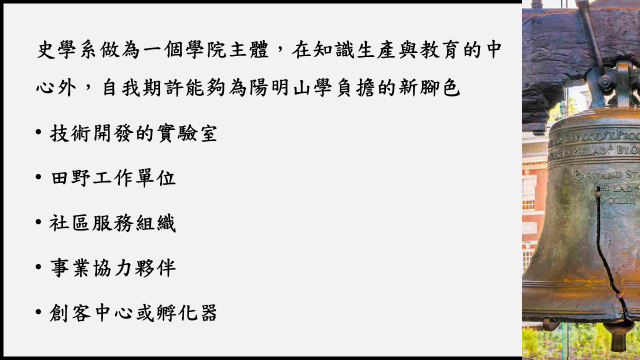 史學系做為一個學院主體，在知識生產與教育的中
心外，自我期許能夠為陽明山學負擔的新腳色
• 技術開發的實驗室
• 田野工作單位
• 社區服務組織
• 事業協力夥伴
• 創客中心或孵化器